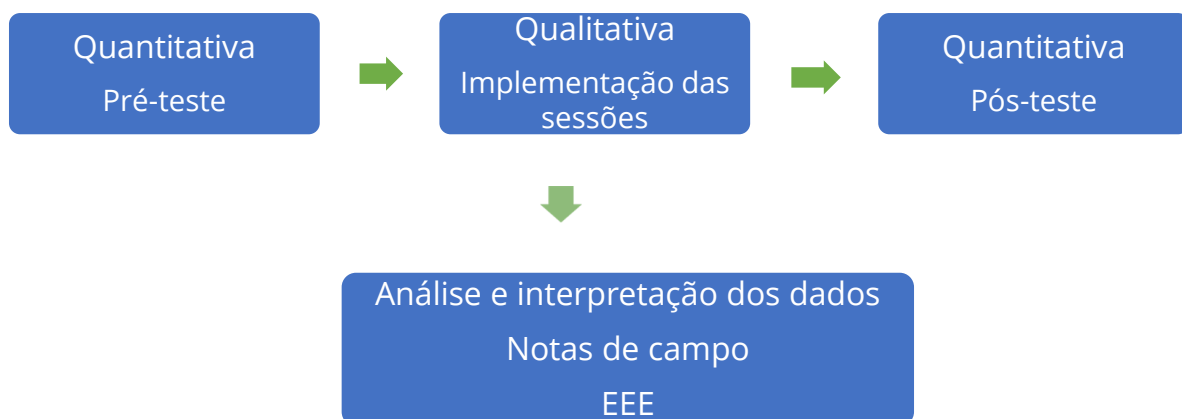 Quantitativa
Pré-teste
Qualitativa
Implementação das
sessões
Quantitativa
Pós-teste
Análise e interpretação dos dados
Notas de campo
EEE